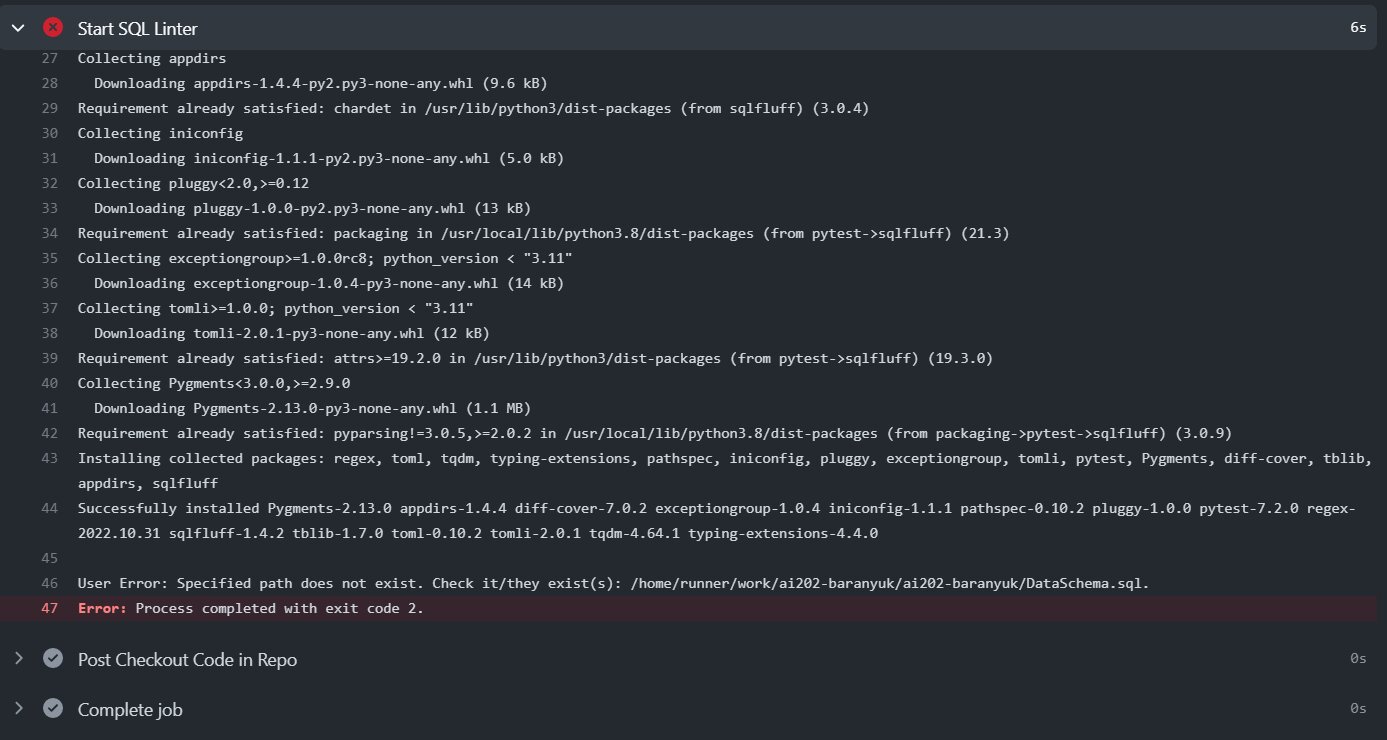 Start SQL Linter 6s
27 Collecting appdirs
28 Downloading appdirs-1.4.4-py2.py3-none-any.whl (9.6 kB)
29 Requirement already satisfied: chardet in /usr/lib/python3/dist-packages (from sqlfluff) (3.0.4)
30 Collecting iniconfig
31 Downloading iniconfig-1.1.1-py2.py3-none-any.whl (5.0 kB)
32 Collecting pluggy<2.0,>=0.12
33 Downloading pluggy-1.0.0-py2.py3-none-any.whl (13 kB)
34 Requirement already satisfied: packaging in /usr/local/lib/python3.8/dist-packages (from pytest->sqlfluff) (21.3)
35 Collecting exceptiongroup>=1.0.0rc8; python_version < "3.11"
36 Downloading exceptiongroup-1.0.4-py3-none-any.whl (14 kB)
37 Collecting tomli>=1.0.0; python_version < "3.11"
38 Downloading tomli-2.0.1-py3-none-any.whl (12 kB)
39 Requirement already satisfied: attrs>=19.2.0 in /usr/lib/python3/dist-packages (from pytest->sqlfluff) (19.3.0)
40 Collecting Pygments<3.0.0,>=2.9.0
41 Downloading Pygments-2.13.0-py3-none-any.whl (1.1 MB)
42 Requirement already satisfied: pyparsing!=3.0.5,>=2.0.2 in /usr/local/lib/python3.8/dist-packages (from packaging->pytest->sqlfluff) (3.0.9)
43 Installing collected packages: regex, toml, tqdm, typing-extensions, pathspec, iniconfig, pluggy, exceptiongroup, tomli, pytest, Pygments, diff-cover, tblib,
appdirs, sqlfluff
44 Successfully installed Pygments-2.13.0 appdirs-1.4.4 diff-cover-7.0.2 exceptiongroup-1.0.4 iniconfig-1.1.1 pathspec-0.10.2 pluggy-1.0.0 pytest-7.2.0 regex-
2022.10.31 sqlfluff-1.4.2 tblib-1.7.0 toml-0.10.2 tomli-2.0.1 tqdm-4.64.1 typing-extensions-4.4.0
45
46 User Error: Specified path does not exist. Check it/they exist(s): /home/runner/work/ai202-baranyuk/ai202-baranyuk/DataSchema.sql.
47 Error: Process completed with exit code 2.
Post Checkout Code in Repo 0s
Complete job 0s